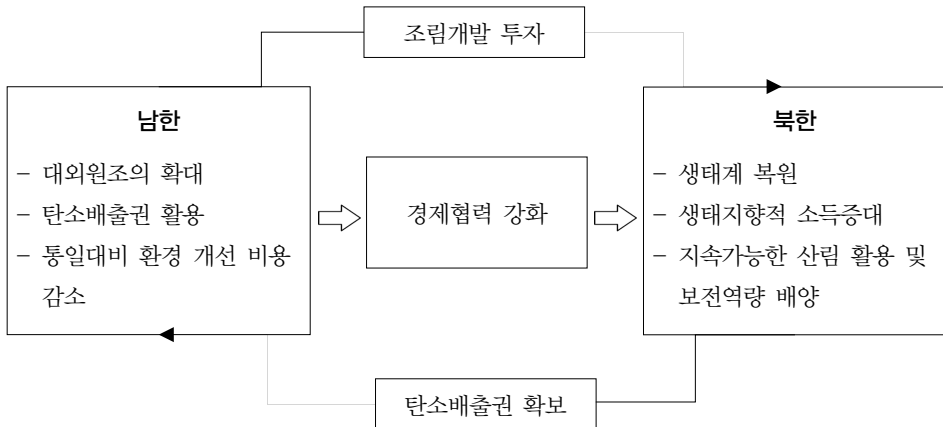 조림개발 투자
남한
- 대외원조의 확대
- 탄소배출권 활용
- 통일대비 환경 개선 비용
감소
경제협력 강화
북한
- 생태계 복원
- 생태지향적 소득증대
- 지속가능한 산림 활용 및
보전역량 배양
탄소배출권 확보